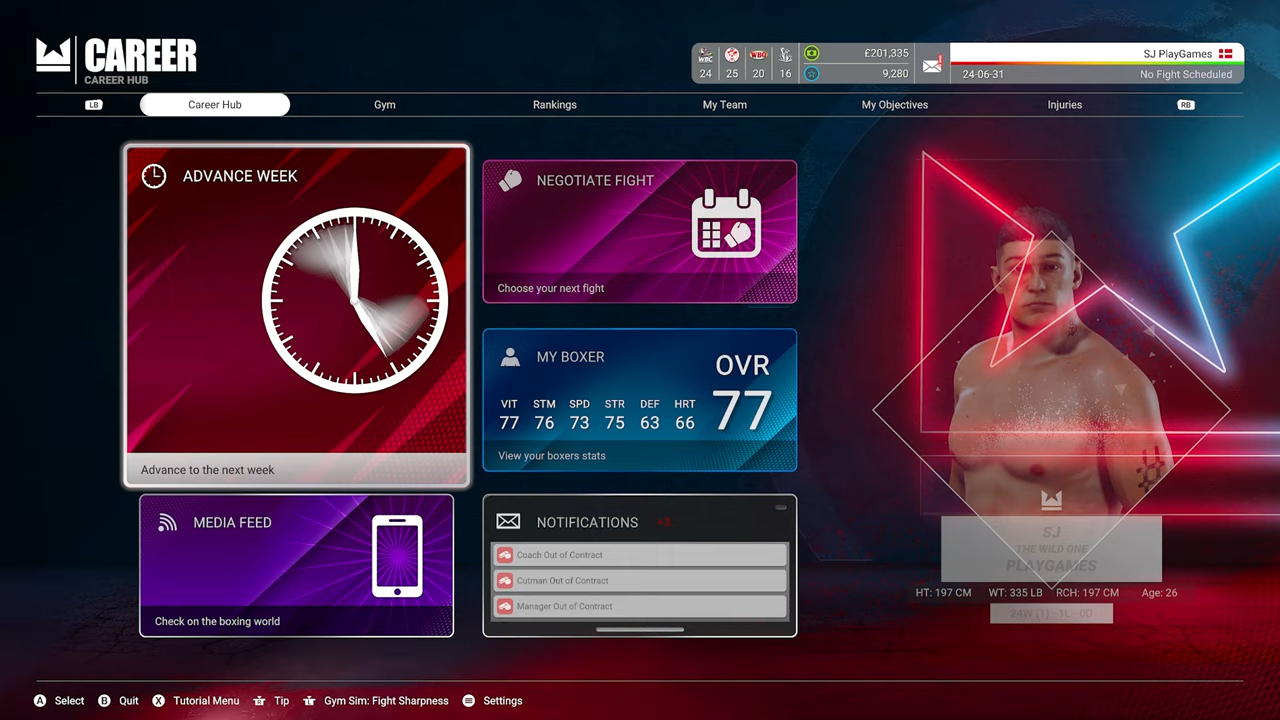 CAREER
CAREER HUB
WBC
WBO
24 25 20 16
£201,335
9,280
SJ PlayGames
24-06-31 No Fight Scheduled
LB Career Hub Gym Rankings My Team My Objectives Injuries RB
ADVANCE WEEK
Advance to the next week
NEGOTIATE FIGHT
Choose your next fight
MY BOXER
OVR
77
VIT STM SPD STR DEF HRT
77 76 73 75 63 66
View your boxers stats
MEDIA FEED
Check on the boxing world
NOTIFICATIONS +3
Coach Out of Contract
Cutman Out of Contract
Manager Out of Contract
SJ
THE WILD ONE
PLAYGAMES
HT: 197 CM WT: 335 LB RCH: 197 CM Age: 26
24W (1)-1L-0D
A Select B Quit X Tutorial Menu Tip Gym Sim: Fight Sharpness Settings